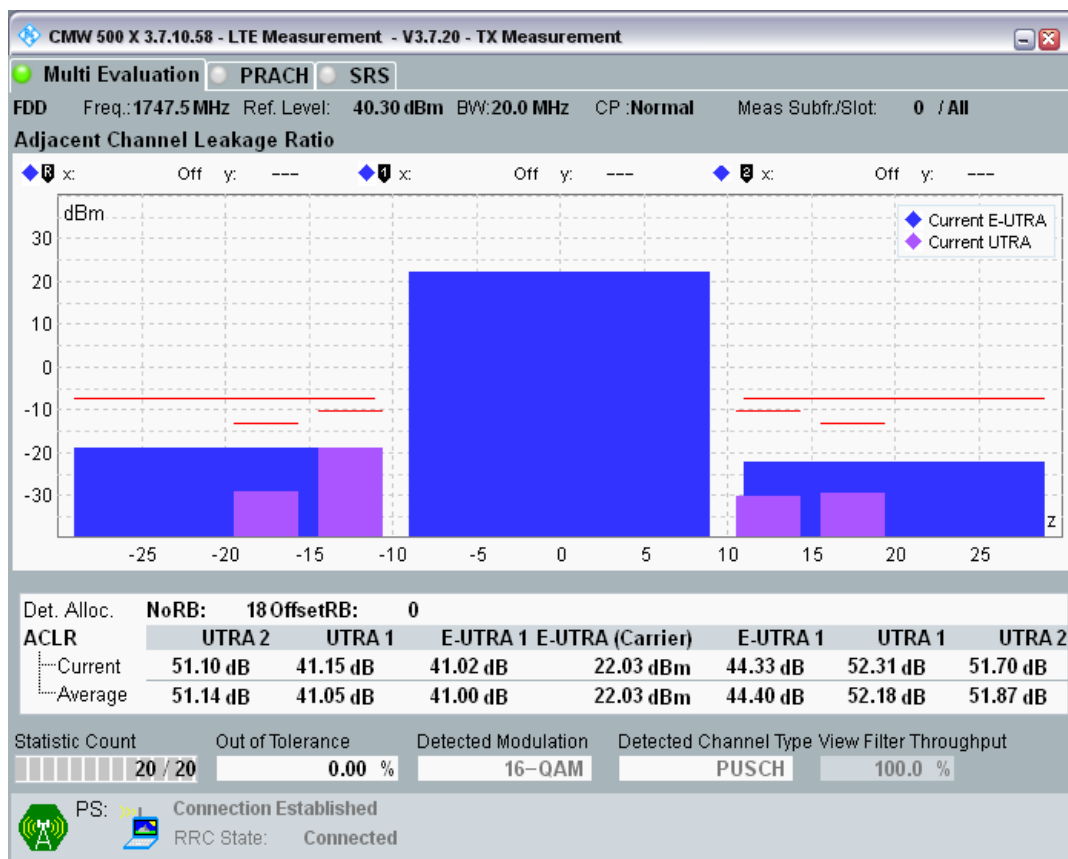 CMW 500 X 3.7.10.58 - LTE Measurement - V3.7.20 - TX Measurement
Multi Evaluation PRACH SRS
FDD Freq.:1747.5 MHz Ref. Level: 40.30 dBm BW:20.0 MHz CP :Normal Meas Subfr./Slot: 0 / All
Adjacent Channel Leakage Ratio
R x: Off y: --- 1 x: Off y: --- 2 x: Off y: ---
dBm
Current E-UTRA
Current UTRA
30
20
10
0
-10
-20
-30
z
-25 -20 -15 -10 -5 0 5 10 15 20 25
Det. Alloc. NoRB: 18 OffsetRB: 0
ACLR UTRA 2 UTRA 1 E-UTRA 1 E-UTRA (Carrier) E-UTRA 1 UTRA 1 UTRA 2
Current 51.10 dB 41.15 dB 41.02 dB 22.03 dBm 44.33 dB 52.31 dB 51.70 dB
Average 51.14 dB 41.05 dB 41.00 dB 22.03 dBm 44.40 dB 52.18 dB 51.87 dB
Statistic Count Out of Tolerance Detected Modulation Detected Channel Type View Filter Throughput
20 / 20 0.00 % 16-QAM PUSCH 100.0 %
PS: Connection Established
RRC State: Connected